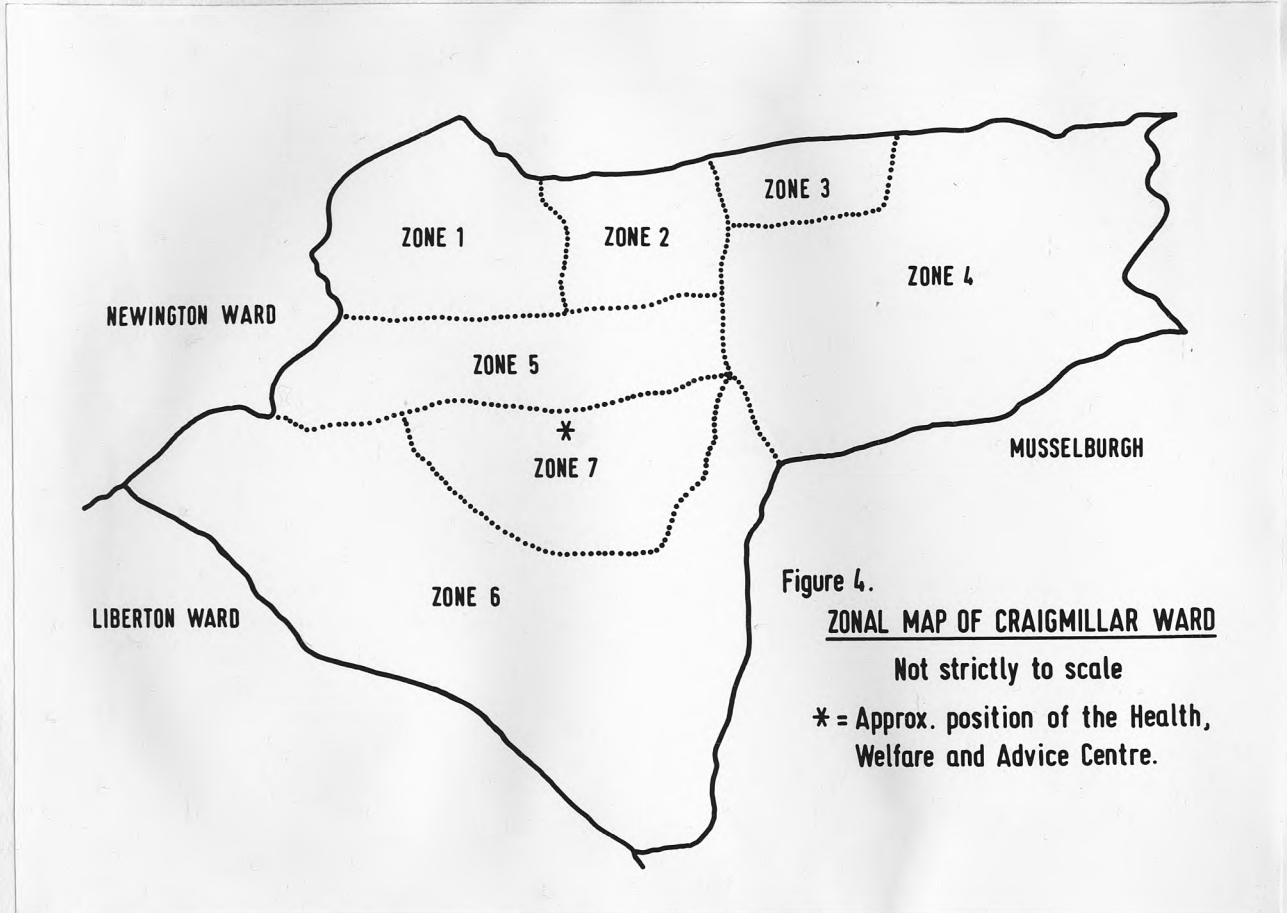 ZONE 1
ZONE 2
ZONE 3
ZONE 4
NEWINGTON WARD
ZONE 5
*
ZONE 7
MUSSELBURGH
ZONE 6
LIBERTON WARD
Figure 4.
ZONAL MAP OF CRAIGMILLAR WARD
Not strictly to scale
* = Approx. position of the Health,
Welfare and Advice Centre.